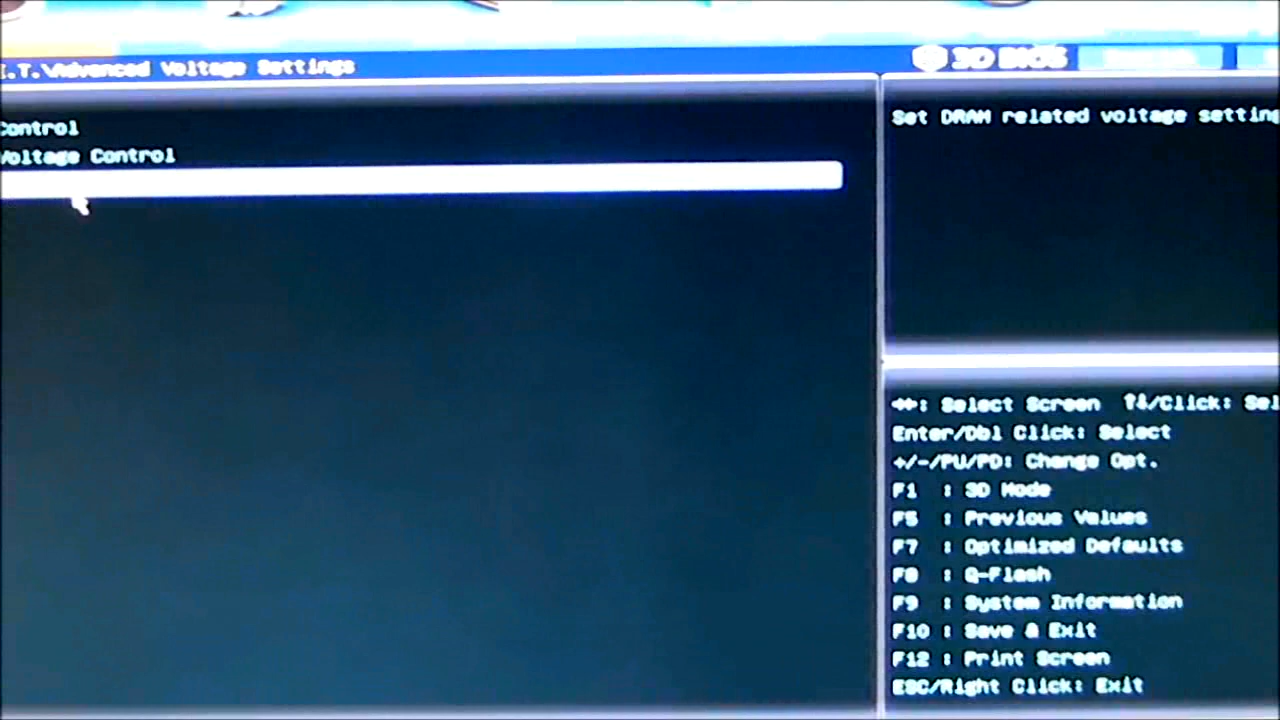 I.T.\Advanced Voltage Settings
3D BIOS
Control
Voltage Control
Set DRAM related voltage setting
↔: Select Screen ↑↓/Click: Sel
Enter/Dbl Click: Select
+/-/PU/PD: Change Opt.
F1 : 3D Mode
F5 : Previous Values
F7 : Optimized Defaults
F8 : Q-Flash
F9 : System Information
F10 : Save & Exit
F12 : Print Screen
ESC/Right Click: Exit